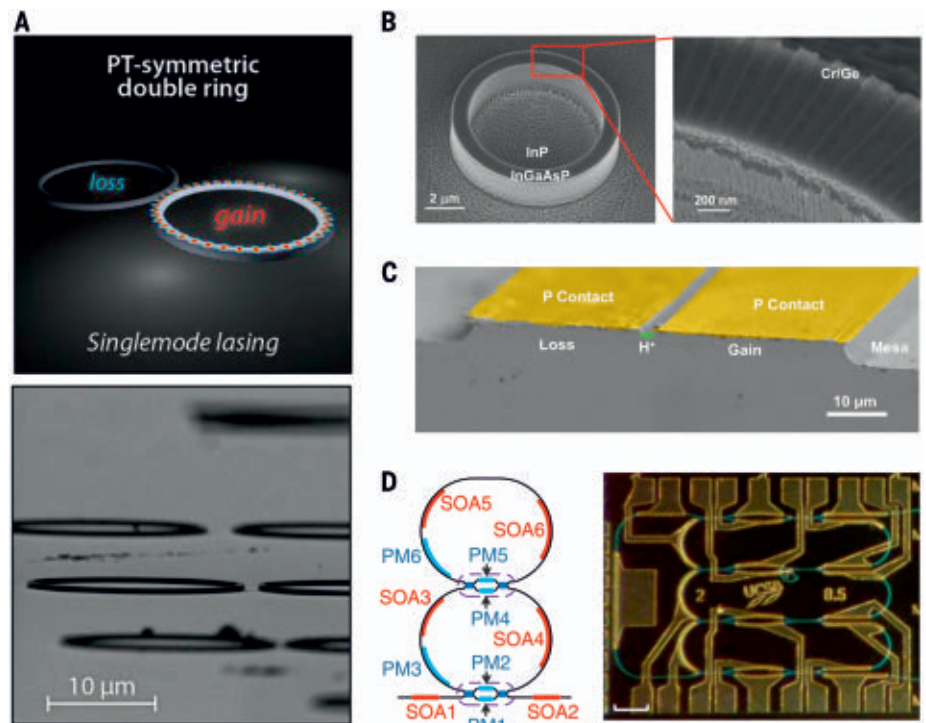 A
PT-symmetric
double ring
loss
gain
Singlemode lasing
10 µm
B
InP
InGaAsP
2 µm
Cr/Ge
200 nm
C
P Contact
P Contact
Loss
H+
Gain
Mesa
10 µm
D
SOA5
SOA6
PM6
PM5
SOA3
PM4
SOA4
PM3
PM2
SOA1
PM1
SOA2
2
UCSB
0.5